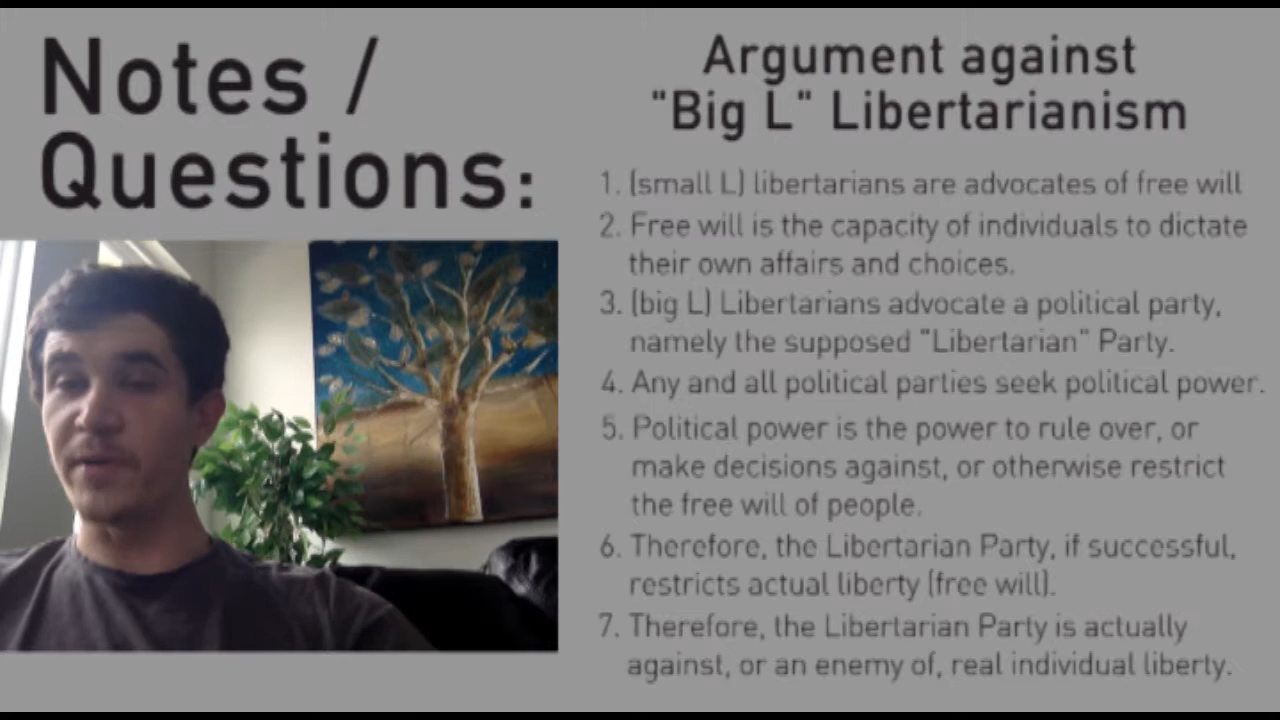 Notes /
Questions:
Argument against
"Big L" Libertarianism
1. (small L) libertarians are advocates of free will
2. Free will is the capacity of individuals to dictate
their own affairs and choices.
3. (big L) Libertarians advocate a political party,
namely the supposed "Libertarian" Party.
4. Any and all political parties seek political power.
5. Political power is the power to rule over, or
make decisions against, or otherwise restrict
the free will of people.
6. Therefore, the Libertarian Party, if successful,
restricts actual liberty (free will).
7. Therefore, the Libertarian Party is actually
against, or an enemy of, real individual liberty.